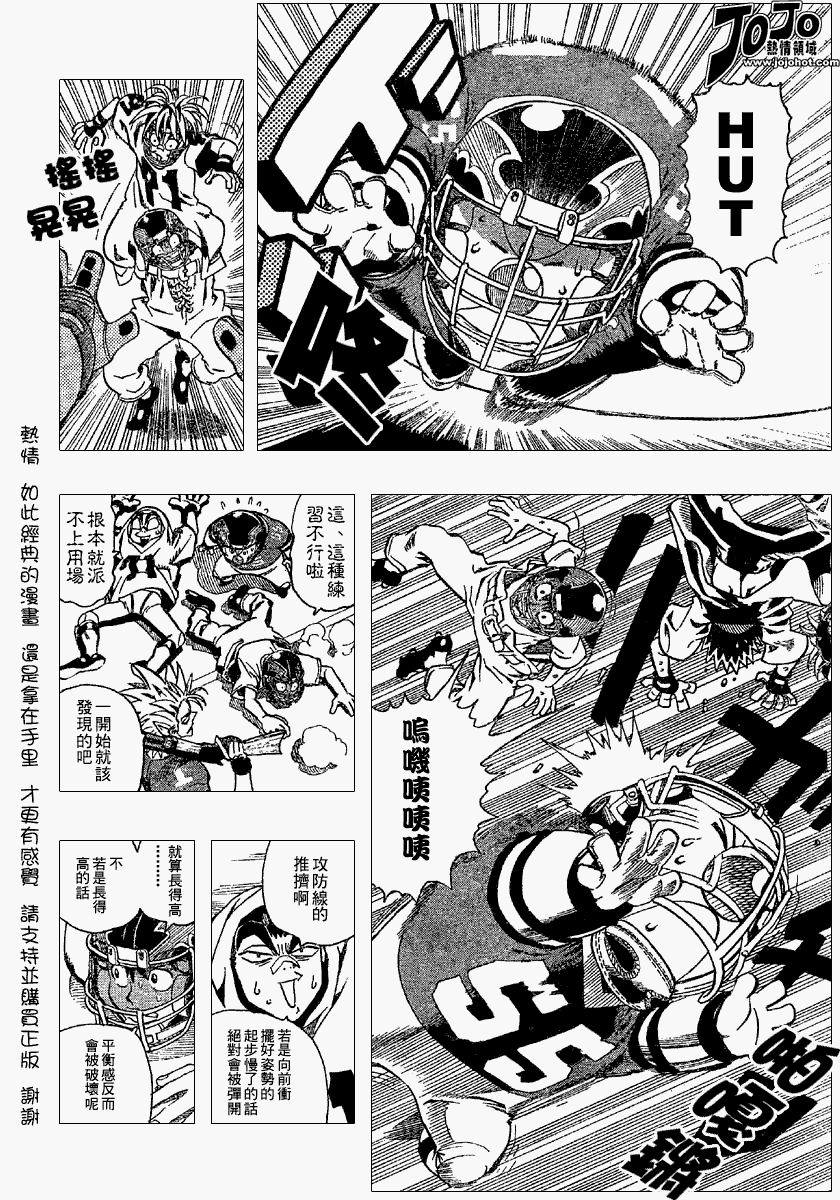 JOJO
熱情領域
www.jojohot.com
HUT
咚
搖搖
晃晃
嗚嘰咦咦咦
這、這種練
習不行啦
根本就派
不上用場
一開始就該
發現的吧
攻防線的
推擠啊
若是向前衝
擺好姿勢的
起步慢了的話
絕對會被彈開
就算長得高
………
不
若是長得
高的話
平衡感反而
會被破壞呢
55
熱情 如此經典的漫畫 還是拿在手里 才更有感覺 請支持並購買正版 謝謝